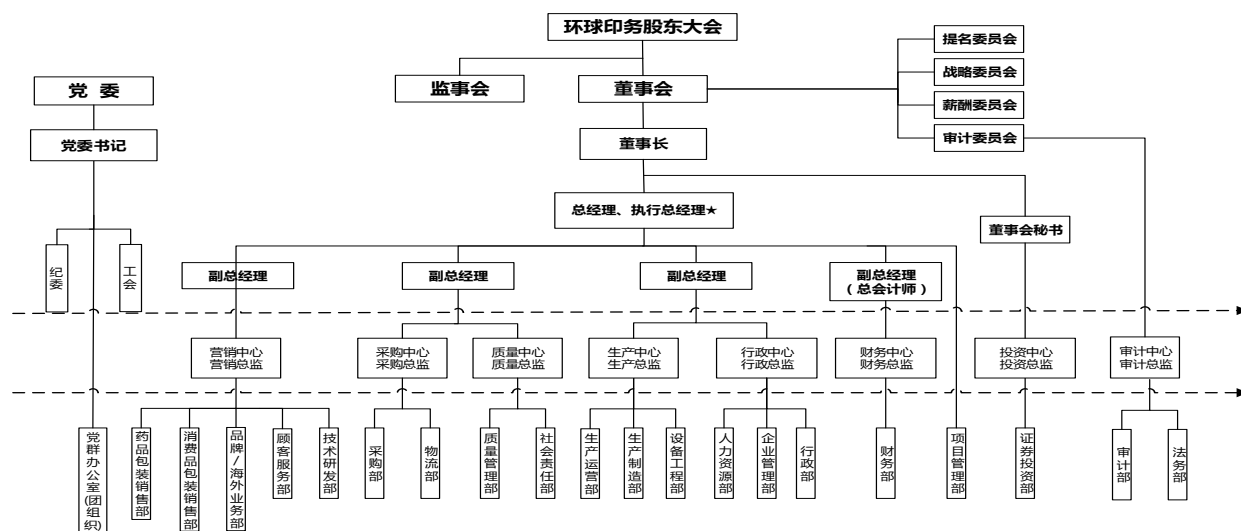 环球印务股东大会
提名委员会
战略委员会
薪酬委员会
审计委员会
监事会
董事会
党 委
党委书记
董事长
总经理、执行总经理★
董事会秘书
纪委
工会
副总经理
副总经理
副总经理
副总经理
（总会计师）
营销中心
营销总监
采购中心
采购总监
质量中心
质量总监
生产中心
生产总监
行政中心
行政总监
财务中心
财务总监
投资中心
投资总监
审计中心
审计总监
党群办公室(团组织)
药品包装销售部
消费品包装销售部
品牌/海外业务部
顾客服务部
技术研发部
采购部
物流部
质量管理部
社会责任部
生产运营部
生产制造部
设备工程部
人力资源部
企业管理部
行政部
财务部
项目管理部
证券投资部
审计部
法务部